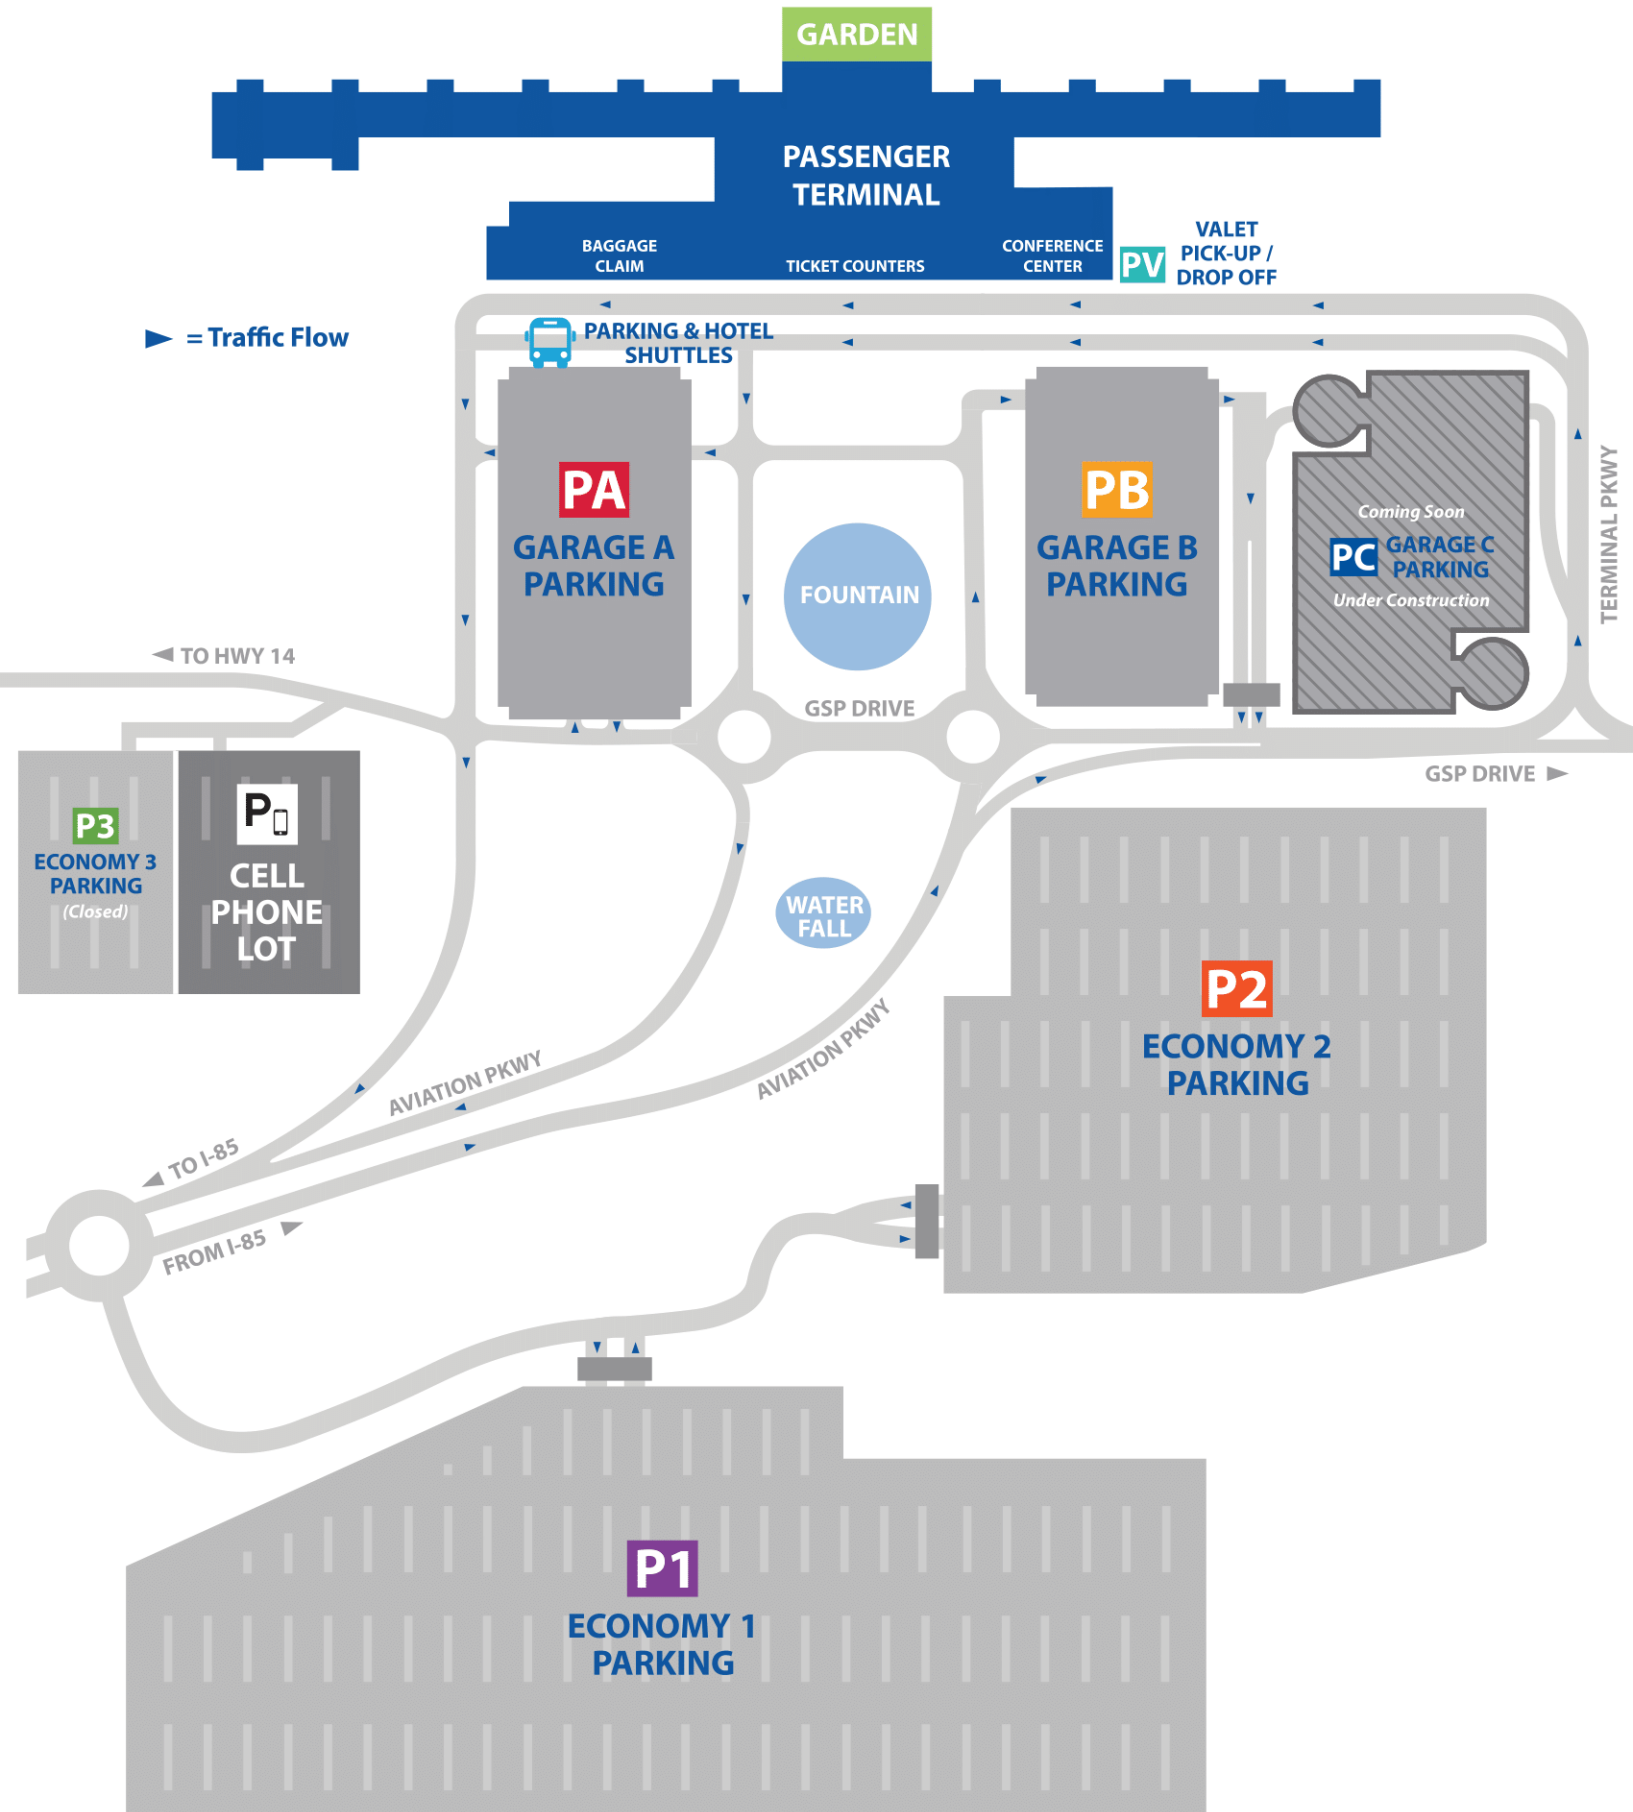 GARDEN
PASSENGER
TERMINAL
BAGGAGE
CLAIM
TICKET COUNTERS
CONFERENCE
CENTER
PV
VALET
PICK-UP /
DROP OFF
= Traffic Flow
PARKING & HOTEL
SHUTTLES
PA
GARAGE A
PARKING
FOUNTAIN
PB
GARAGE B
PARKING
Coming Soon
PC
GARAGE C
PARKING
Under Construction
TERMINAL PKWY
TO HWY 14
GSP DRIVE
GSP DRIVE
P3
ECONOMY 3
PARKING
(Closed)
P
CELL
PHONE
LOT
WATER
FALL
P2
ECONOMY 2
PARKING
AVIATION PKWY
AVIATION PKWY
TO I-85
FROM I-85
P1
ECONOMY 1
PARKING